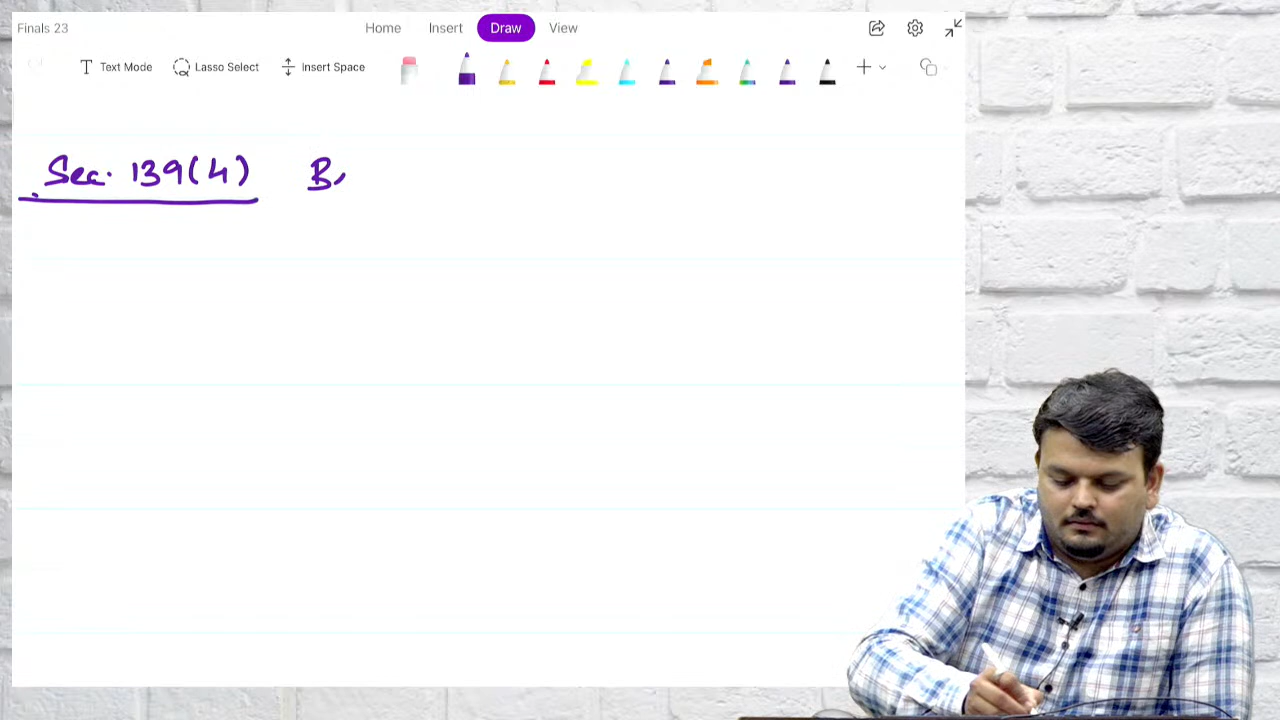 Finals 23
Home Insert Draw View
Text Mode Lasso Select Insert Space
Sec. 139(4) B